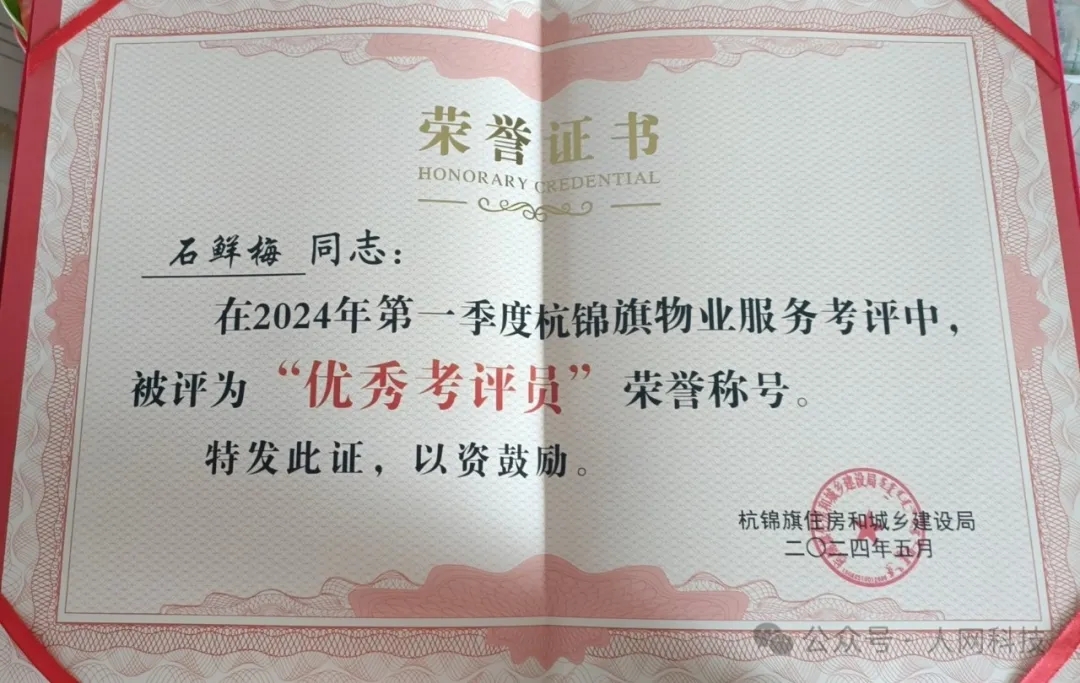 荣誉证书
HONORARY CREDENTIAL
石鲜梅 同志：
在2024年第一季度杭锦旗物业服务考评中，
被评为“优秀考评员”荣誉称号。
特发此证，以资鼓励。
杭锦旗住房和城乡建设局
二〇二四年五月
公众号·人网科技